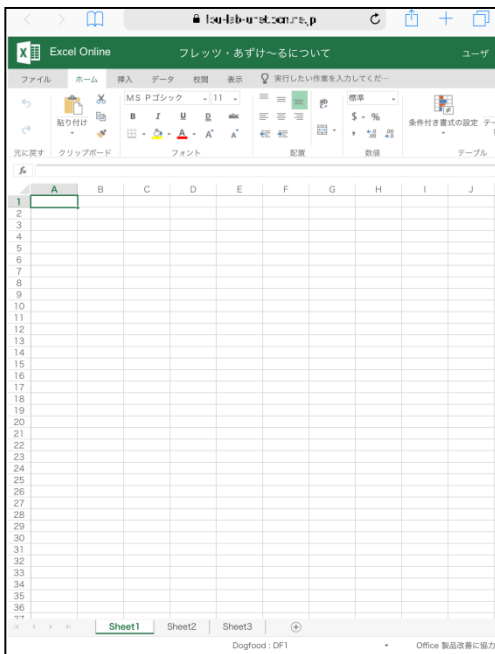 Excel Online
フレッツ・あずけ～るについて
ユーザ
ファイル
ホーム
挿入
データ
校閲
表示
実行したい作業を入力してくだ…
貼り付け
MS Pゴシック
11
B
I
U
D
abc
A
A
A
ab
標準
$ - %
,
条件付き書式の設定
テー
元に戻す
クリップボード
フォント
配置
数値
テーブル
fx
A B C D E F G H I J
1
2
3
4
5
6
7
8
9
10
11
12
13
14
15
16
17
18
19
20
21
22
23
24
25
26
27
28
29
30
31
32
33
34
35
36
37
Sheet1
Sheet2
Sheet3
Dogfood : DF1
Office 製品改善に協力